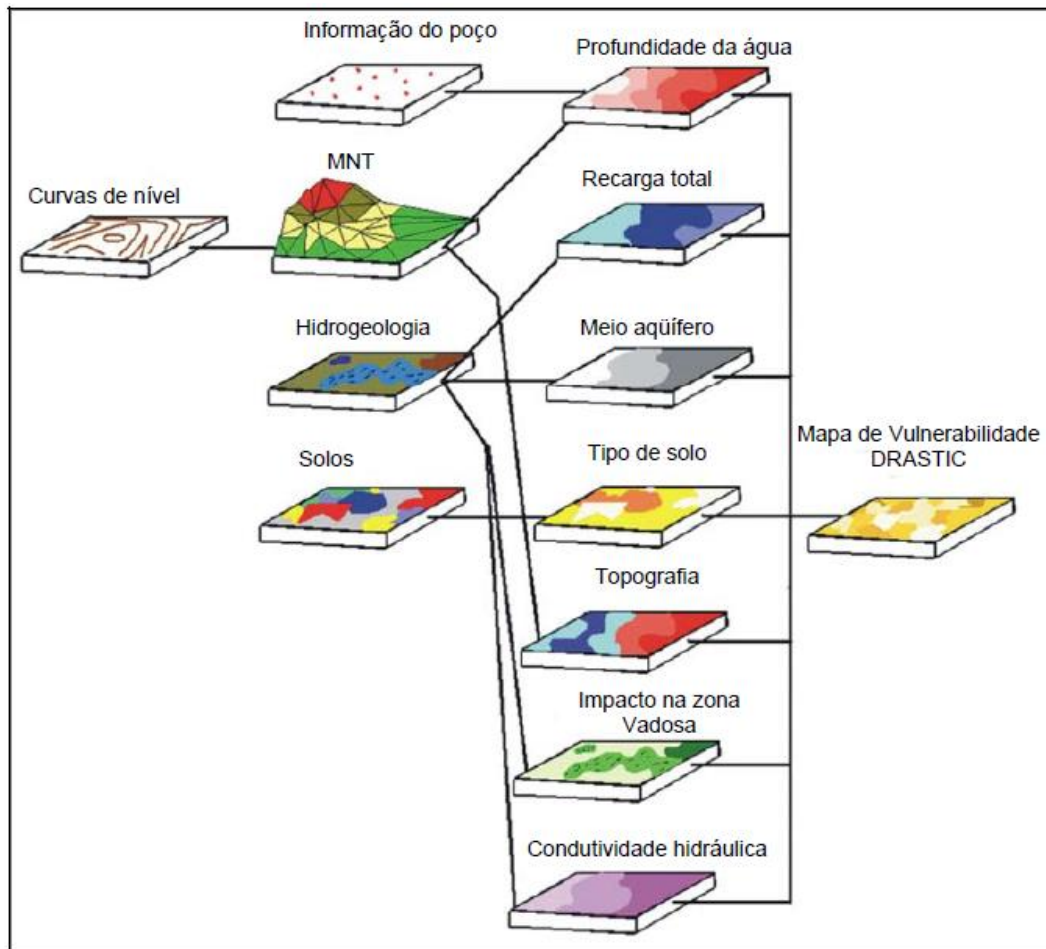 Informação do poço
Profundidade da água
MNT
Recarga total
Curvas de nível
Hidrogeologia
Meio aqüífero
Solos
Tipo de solo
Mapa de Vulnerabilidade
DRASTIC
Topografia
Impacto na zona
Vadosa
Condutividade hidráulica